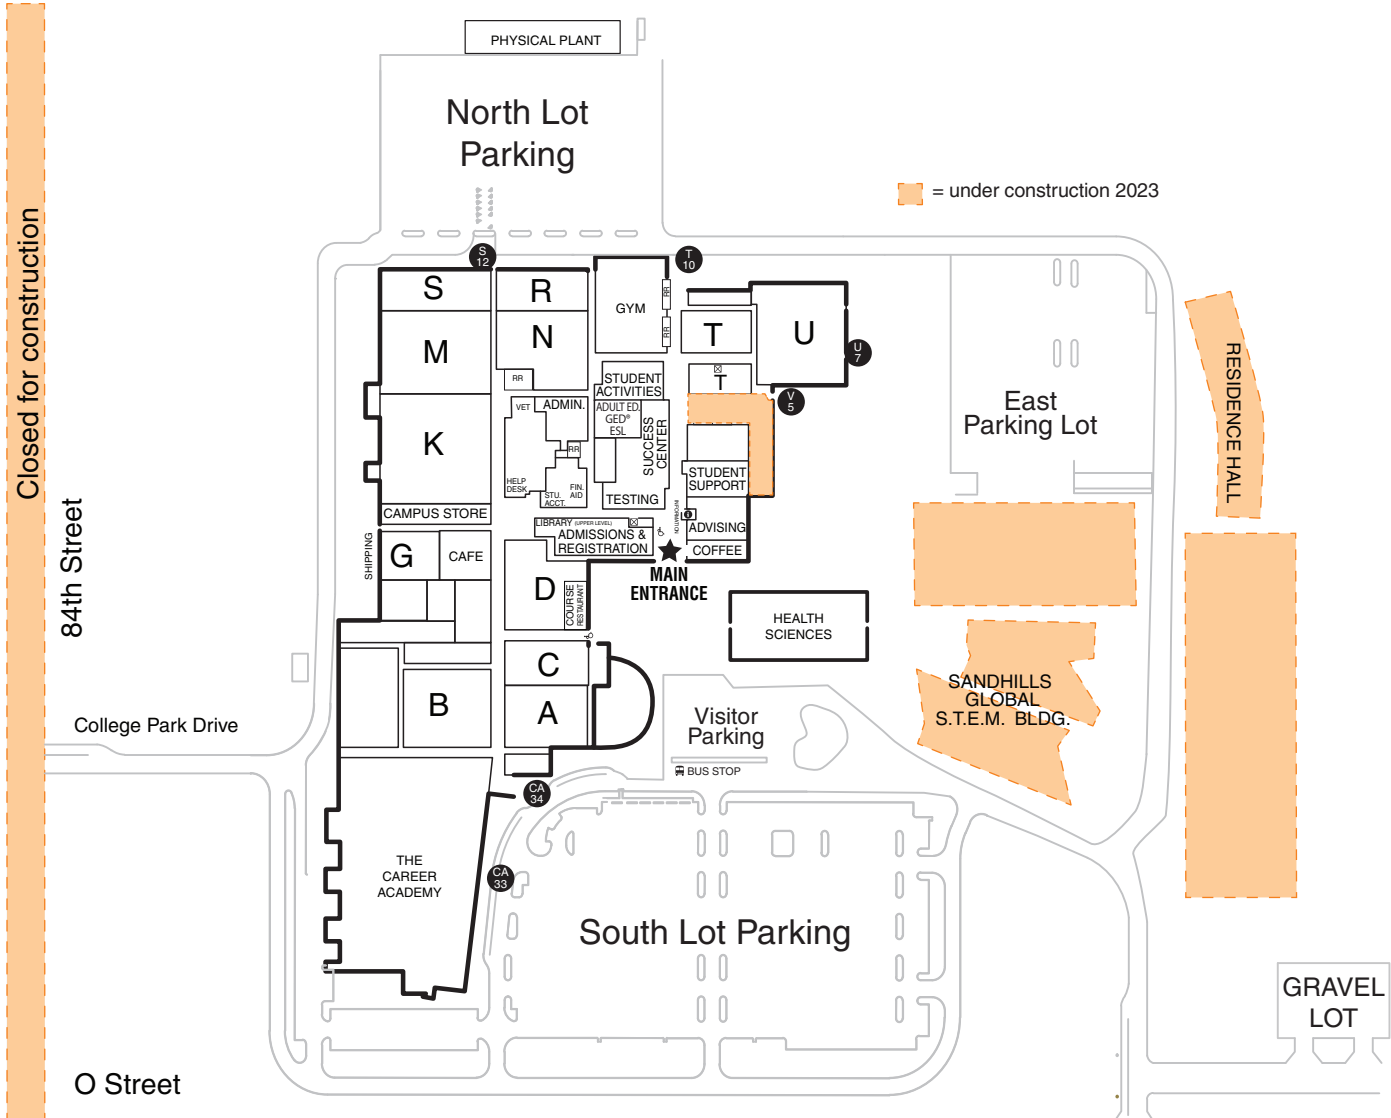 PHYSICAL PLANT
North Lot
Parking
= under construction 2023
Closed for construction
84th Street
S
12
T
10
S
R
GYM
RR
RR
M
N
T
U
U
7
RR
STUDENT
ACTIVITIES
T
V
5
VET
ADMIN.
ADULT ED.
GED®
ESL
SUCCESS
CENTER
K
RR
HELP
DESK
FIN.
AID
STU.
ACCT.
TESTING
STUDENT
SUPPORT
East
Parking Lot
RESIDENCE HALL
CAMPUS STORE
INFORMATION
i
ADVISING
LIBRARY (UPPER LEVEL)
ADMISSIONS &
REGISTRATION
COFFEE
SHIPPING
G
CAFE
MAIN
ENTRANCE
D
COURSE
RESTAURANT
HEALTH
SCIENCES
C
B
A
SANDHILLS
GLOBAL
S.T.E.M. BLDG.
College Park Drive
Visitor
Parking
BUS STOP
CA
34
THE
CAREER
ACADEMY
CA
33
South Lot Parking
GRAVEL
LOT
O Street